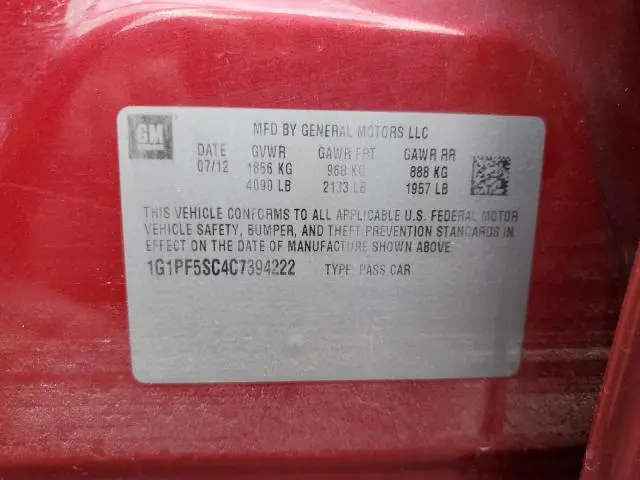 GM
MFD BY GENERAL MOTORS LLC
DATE GVWR GAWR FRT GAWR RR
07/12 1856 KG 968 KG 888 KG
4090 LB 2133 LB 1957 LB
THIS VEHICLE CONFORMS TO ALL APPLICABLE U.S. FEDERAL MOTOR
VEHICLE SAFETY, BUMPER, AND THEFT PREVENTION STANDARDS IN
EFFECT ON THE DATE OF MANUFACTURE SHOWN ABOVE.
1G1PF5SC4C7394222 TYPE: PASS CAR